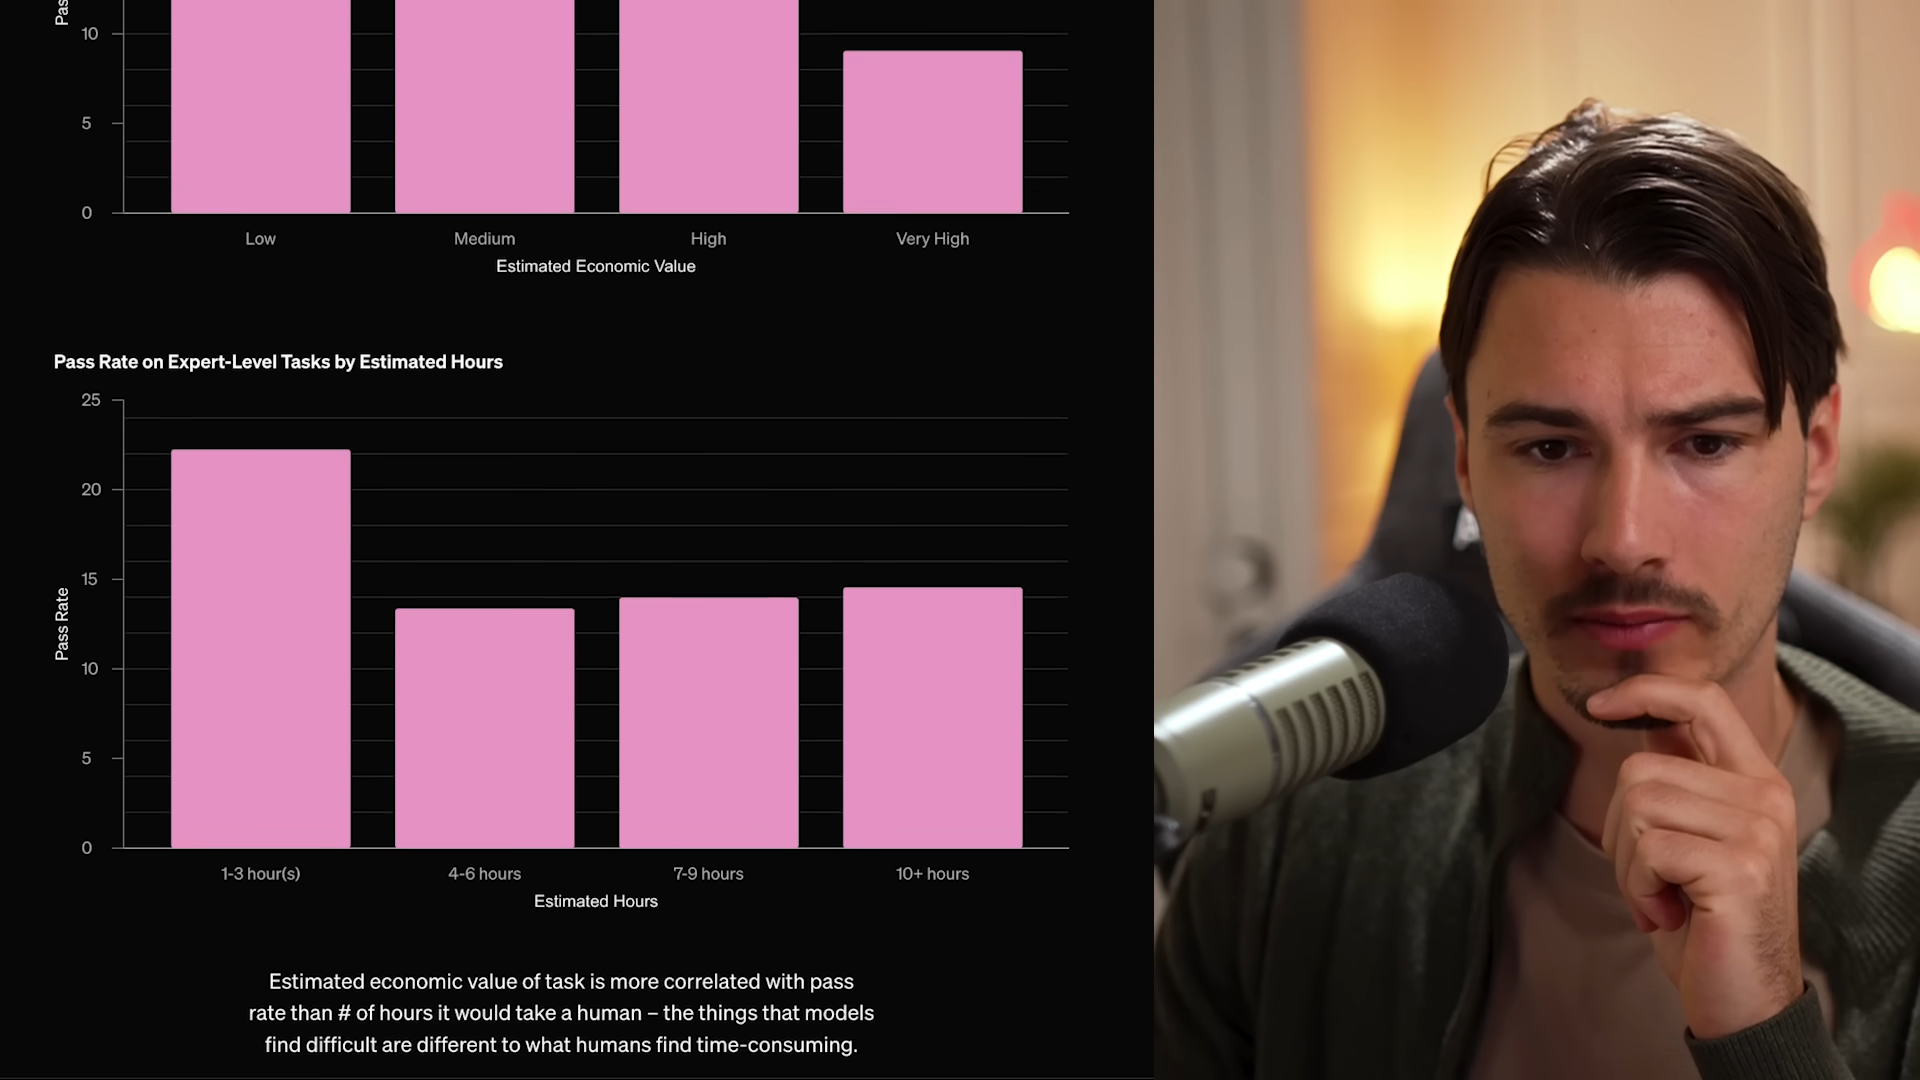 Pas
10
5
0
Low Medium High Very High
Estimated Economic Value
Pass Rate on Expert-Level Tasks by Estimated Hours
25
20
15
10
5
0
Pass Rate
1-3 hour(s) 4-6 hours 7-9 hours 10+ hours
Estimated Hours
Estimated economic value of task is more correlated with pass
rate than # of hours it would take a human – the things that models
find difficult are different to what humans find time-consuming.